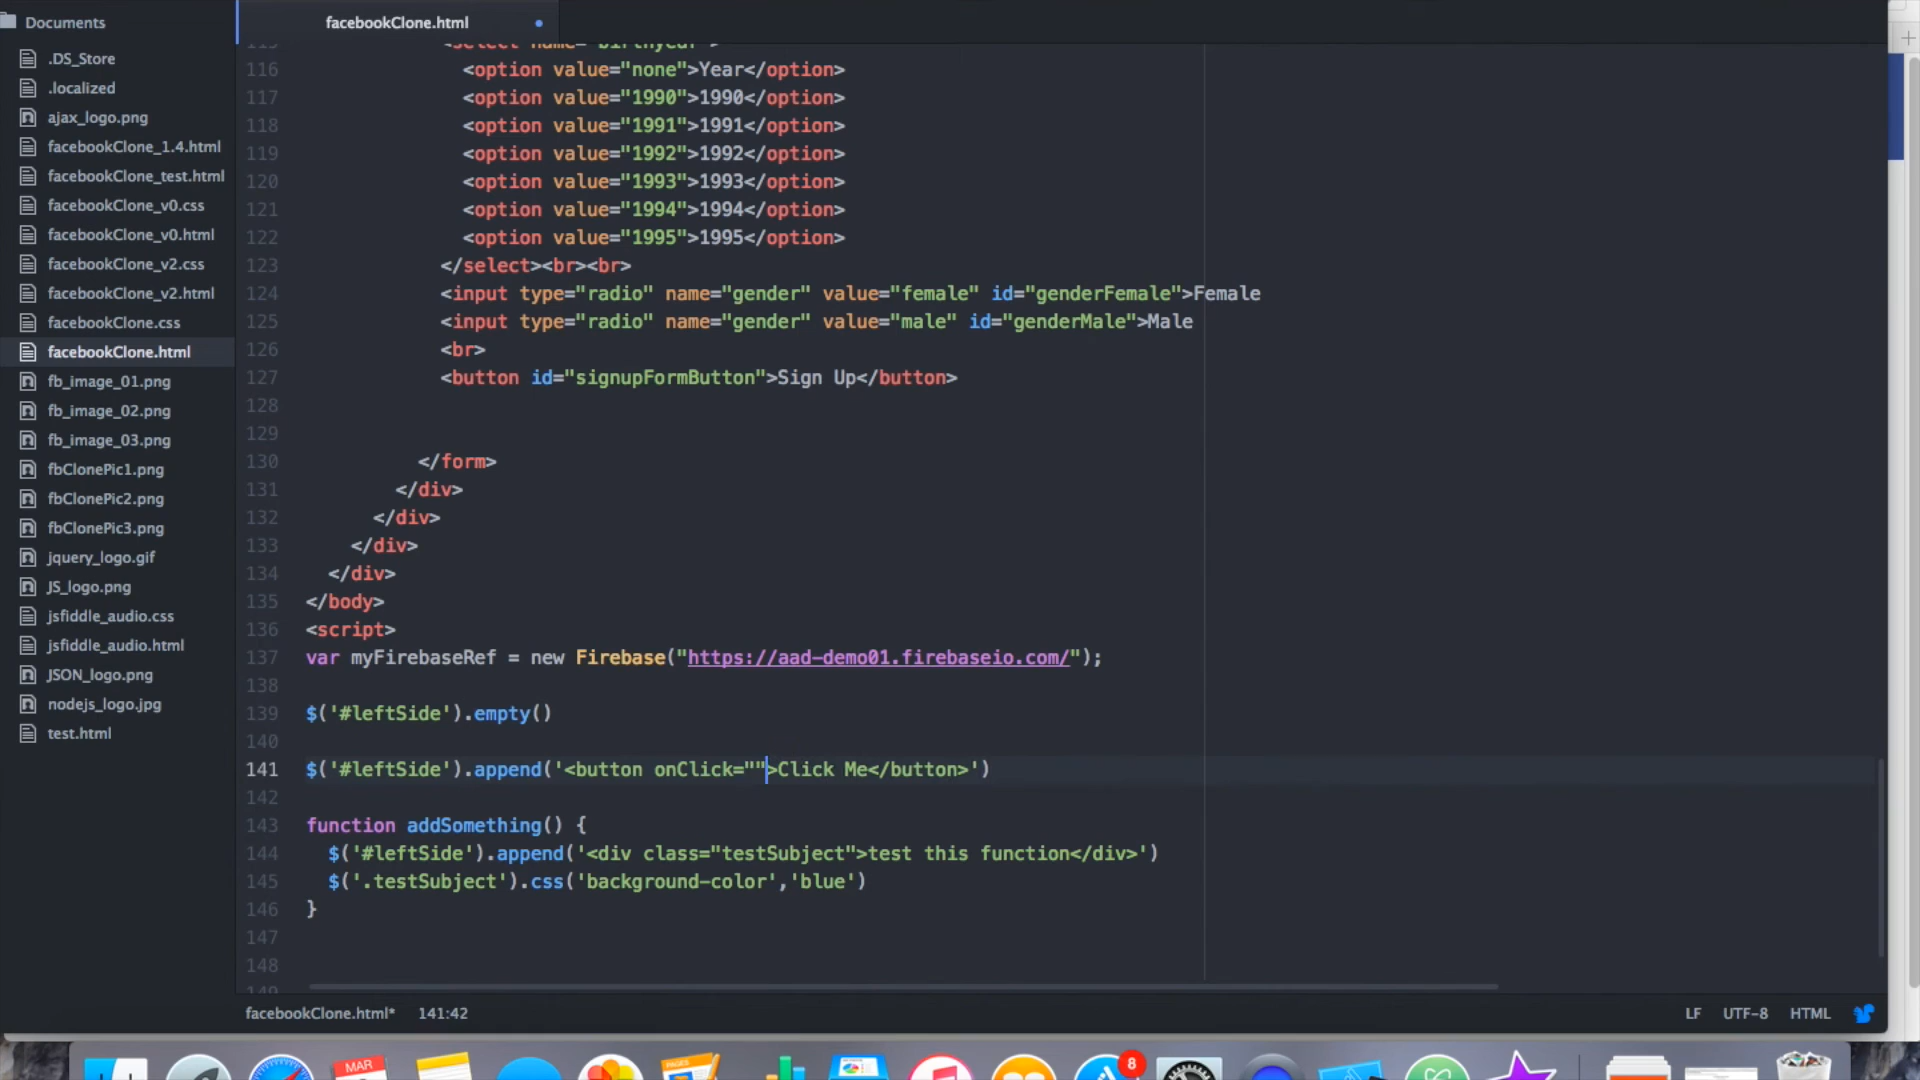 Documents
facebookClone.html
.DS_Store
.localized
ajax_logo.png
facebookClone_1.4.html
facebookClone_test.html
facebookClone_v0.css
facebookClone_v0.html
facebookClone_v2.css
facebookClone_v2.html
facebookClone.css
facebookClone.html
fb_image_01.png
fb_image_02.png
fb_image_03.png
fbClonePic1.png
fbClonePic2.png
fbClonePic3.png
jquery_logo.gif
JS_logo.png
jsfiddle_audio.css
jsfiddle_audio.html
JSON_logo.png
nodejs_logo.jpg
test.html
115 <select name="birthyear">
116 <option value="none">Year</option>
117 <option value="1990">1990</option>
118 <option value="1991">1991</option>
119 <option value="1992">1992</option>
120 <option value="1993">1993</option>
121 <option value="1994">1994</option>
122 <option value="1995">1995</option>
123 </select><br><br>
124 <input type="radio" name="gender" value="female" id="genderFemale">Female
125 <input type="radio" name="gender" value="male" id="genderMale">Male
126 <br>
127 <button id="signupFormButton">Sign Up</button>
128
129
130 </form>
131 </div>
132 </div>
133 </div>
134 </div>
135 </body>
136 <script>
137 var myFirebaseRef = new Firebase("https://aad-demo01.firebaseio.com/");
138
139 $('#leftSide').empty()
140
141 $('#leftSide').append('<button onClick="">Click Me</button>')
142
143 function addSomething() {
144 $('#leftSide').append('<div class="testSubject">test this function</div>')
145 $('.testSubject').css('background-color','blue')
146 }
147
148
149
facebookClone.html* 141:42
LF UTF-8 HTML
MAR
PAGES
8